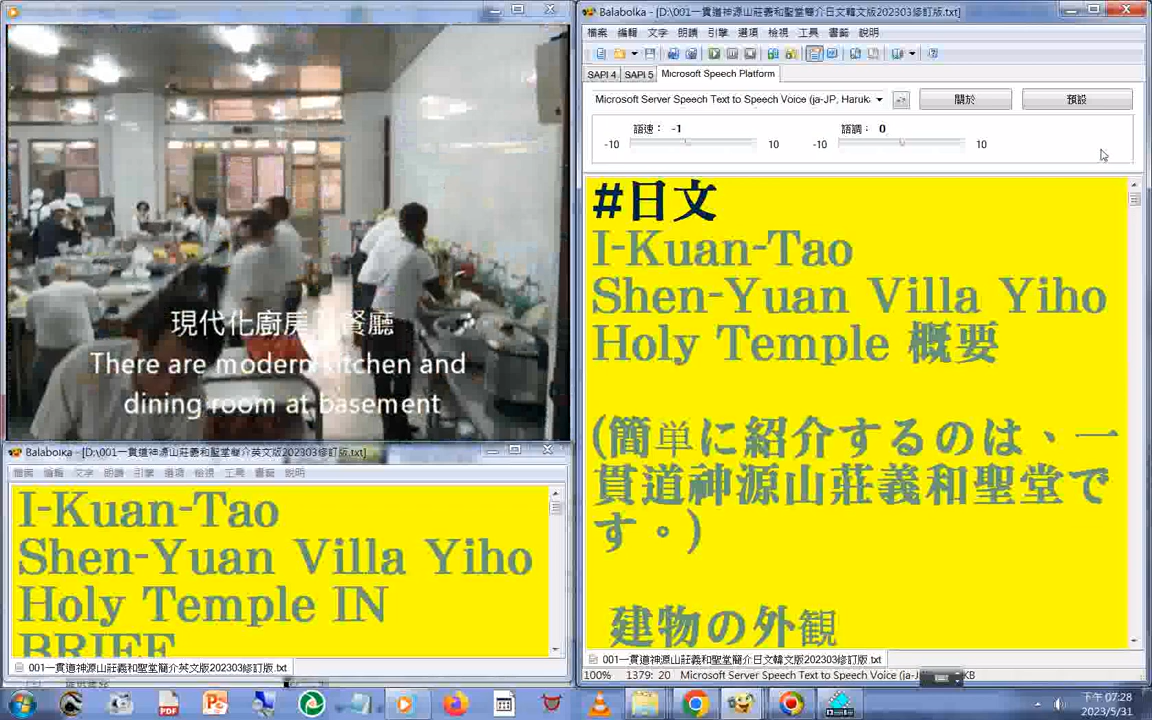 現代化廚房 餐廳
There are modern kitchen and
dining room at basement
Balabolka - [D:\001一貫道神源山莊義和聖堂簡介英文版202303修訂版.txt]
檔案 編輯 文字 朗讀 引擎 選項 檢視 工具 書籤 說明
I-Kuan-Tao
Shen-Yuan Villa Yiho
Holy Temple IN
BRIEF
001一貫道神源山莊義和聖堂簡介英文版202303修訂版.txt
Balabolka - [D:\001一貫道神源山莊義和聖堂簡介日文韓文版202303修訂版.txt]
檔案 編輯 文字 朗讀 引擎 選項 檢視 工具 書籤 說明
SAPI 4 SAPI 5 Microsoft Speech Platform
Microsoft Server Speech Text to Speech Voice (ja-JP, Haruk 關於 預設
語速： -1 語調： 0
-10 10 -10 10
#日文
I-Kuan-Tao
Shen-Yuan Villa Yiho
Holy Temple 概要
(簡単に紹介するのは、一
貫道神源山莊義和聖堂で
す。)
建物の外観
001一貫道神源山莊義和聖堂簡介日文韓文版202303修訂版.txt
100% 1379: 20 Microsoft Server Speech Text to Speech Voice (ja-J KB
下午 07:28
2023/5/31